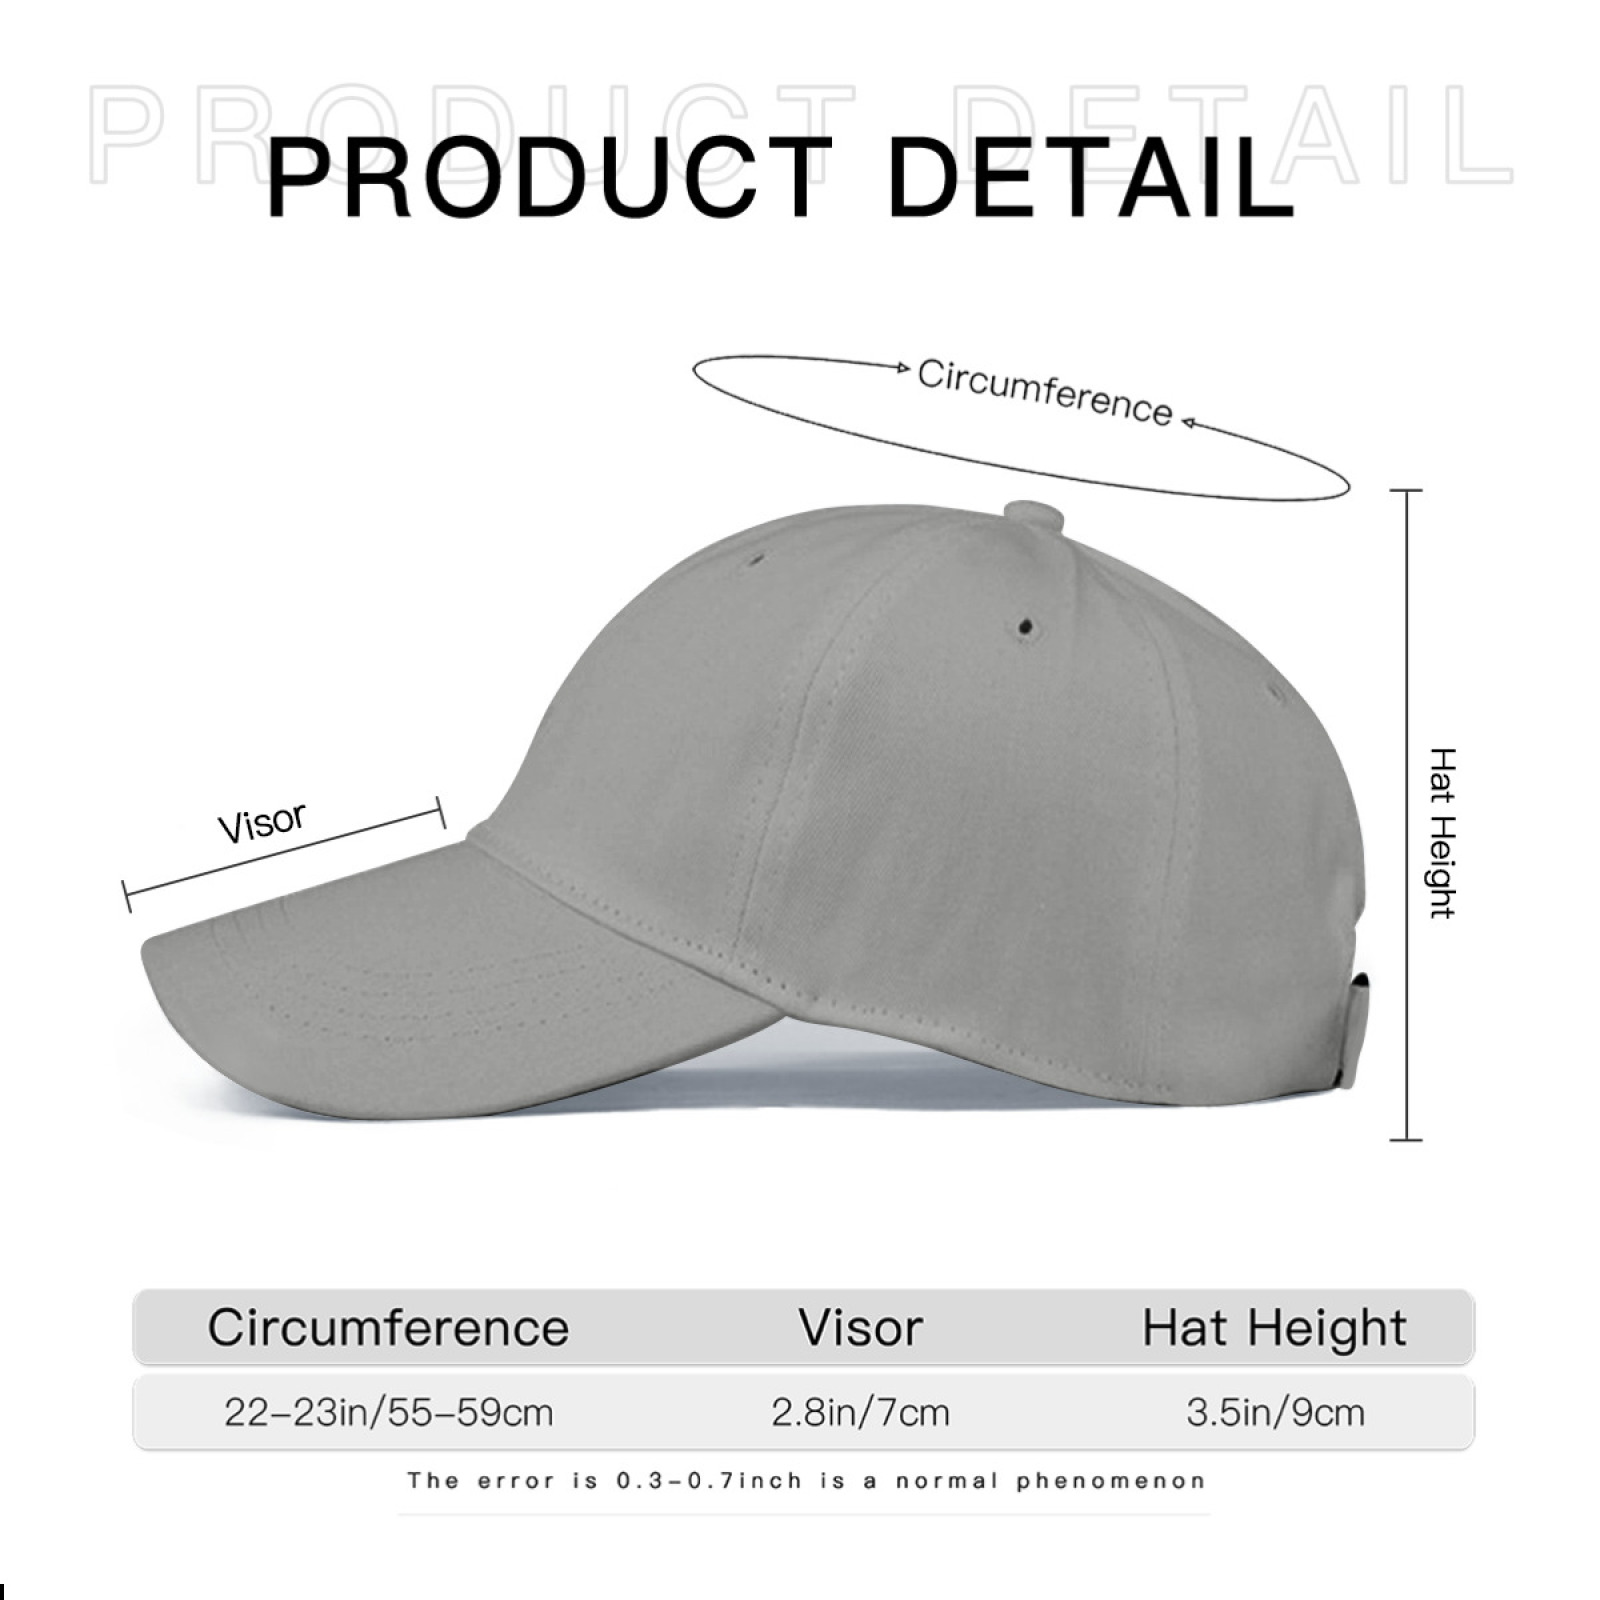 PRODUCT DETAIL
PRODUCT DETAIL
Circumference
Visor
Hat Height
Circumference Visor Hat Height
22–23in/55–59cm 2.8in/7cm 3.5in/9cm
The error is 0.3–0.7inch is a normal phenomenon